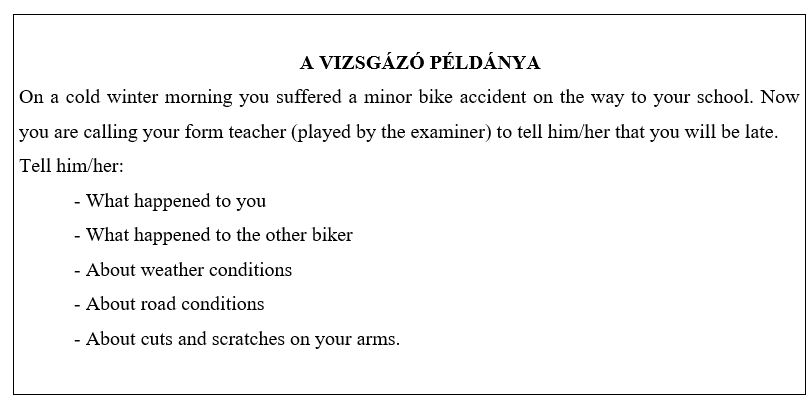 A VIZSGÁZÓ PÉLDÁNYA
On a cold winter morning you suffered a minor bike accident on the way to your school. Now
you are calling your form teacher (played by the examiner) to tell him/her that you will be late.
Tell him/her:
- What happened to you
- What happened to the other biker
- About weather conditions
- About road conditions
- About cuts and scratches on your arms.